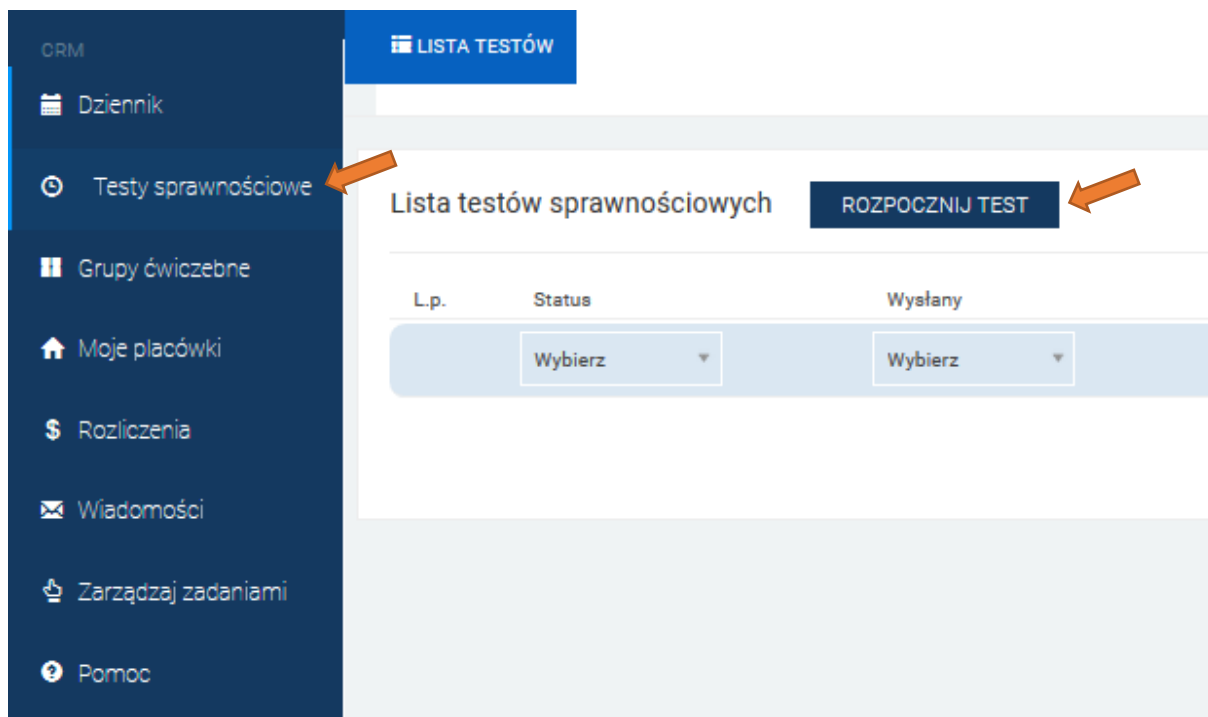 CRM
Dziennik
Testy sprawnościowe
Grupy ćwiczebne
Moje placówki
Rozliczenia
Wiadomości
Zarządzaj zadaniami
Pomoc
LISTA TESTÓW
Lista testów sprawnościowych
ROZPOCZNIJ TEST
L.p. Status Wysłany
Wybierz Wybierz